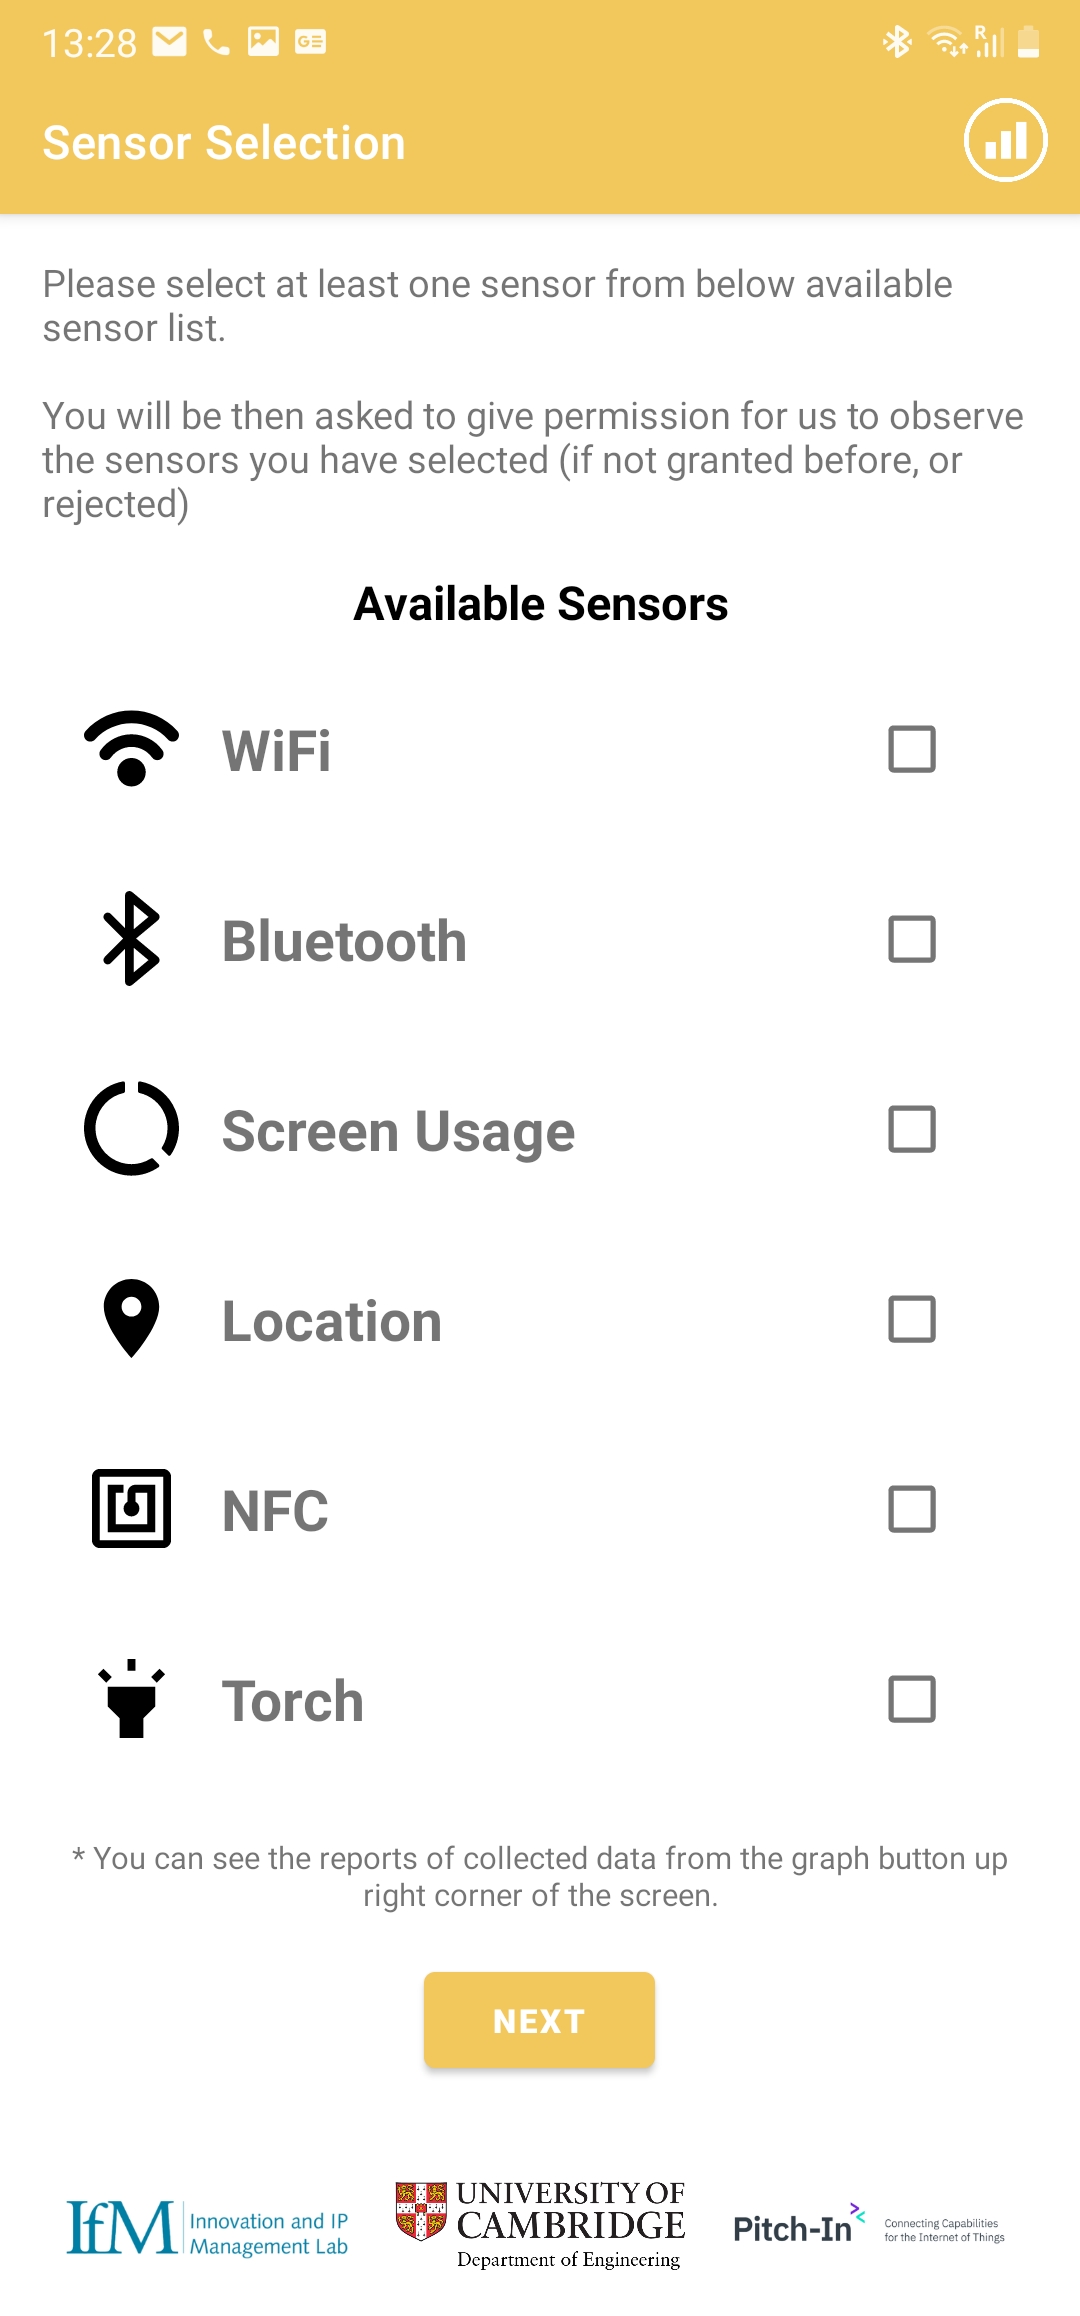 13:28
R
GE
Sensor Selection
Please select at least one sensor from below available
sensor list.
You will be then asked to give permission for us to observe
the sensors you have selected (if not granted before, or
rejected)
Available Sensors
WiFi
Bluetooth
Screen Usage
Location
NFC
Torch
* You can see the reports of collected data from the graph button up
right corner of the screen.
NEXT
IfM
Innovation and IP
Management Lab
UNIVERSITY OF
CAMBRIDGE
Department of Engineering
Pitch-In
Connecting Capabilities
for the Internet of Things